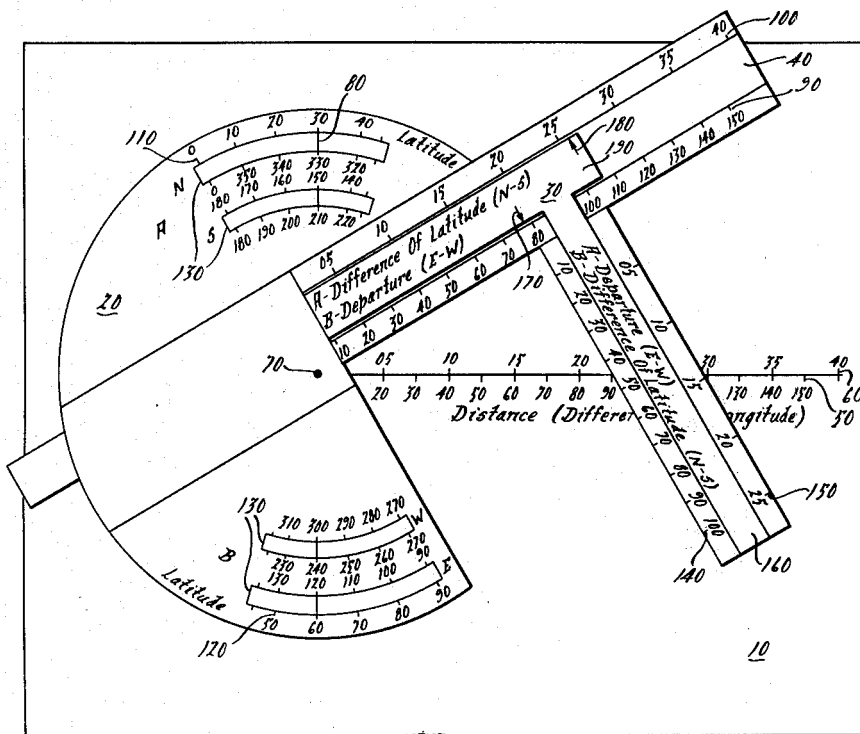 100
40
90
40
35
30
25
20
15
10
05
150
140
130
120
110
100
80
110
0 10 20 30 40
Latitude
N
0 350 340 330 320
A
180 170 160 150 140
S
180 190 200 210 220
130
180
190
30
A-Difference Of Latitude (N-S)
B-Departure (E-W)
10 20 30 40 50 60 70 80
170
20
70
A-Departure (E-W)
B-Difference Of Latitude (N-S)
05 10 15 20 25
10 20 30 40 50 60 70 80 90 100
05 10 15 20 30 35 40
60
20 30 40 50 60 70 80 90 130 140 150
50
Distance (Differen ongitude)
150
140
160
130
310 300 290 280 270
W
230 240 250 260 270
B
130 120 110 100 90
E
50 60 70 80 90
Latitude
120
10